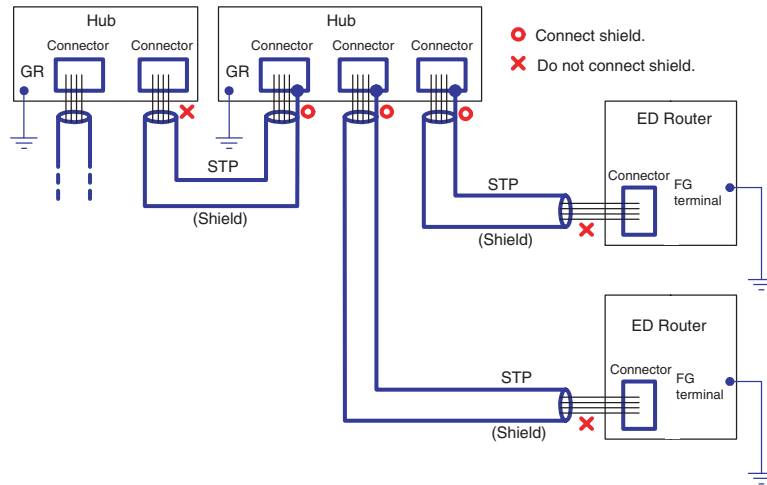 Hub
Connector
Connector
GR
Hub
Connector
Connector
Connector
GR
Connect shield.
Do not connect shield.
STP
(Shield)
ED Router
Connector
FG
terminal
STP
(Shield)
ED Router
Connector
FG
terminal
STP
(Shield)